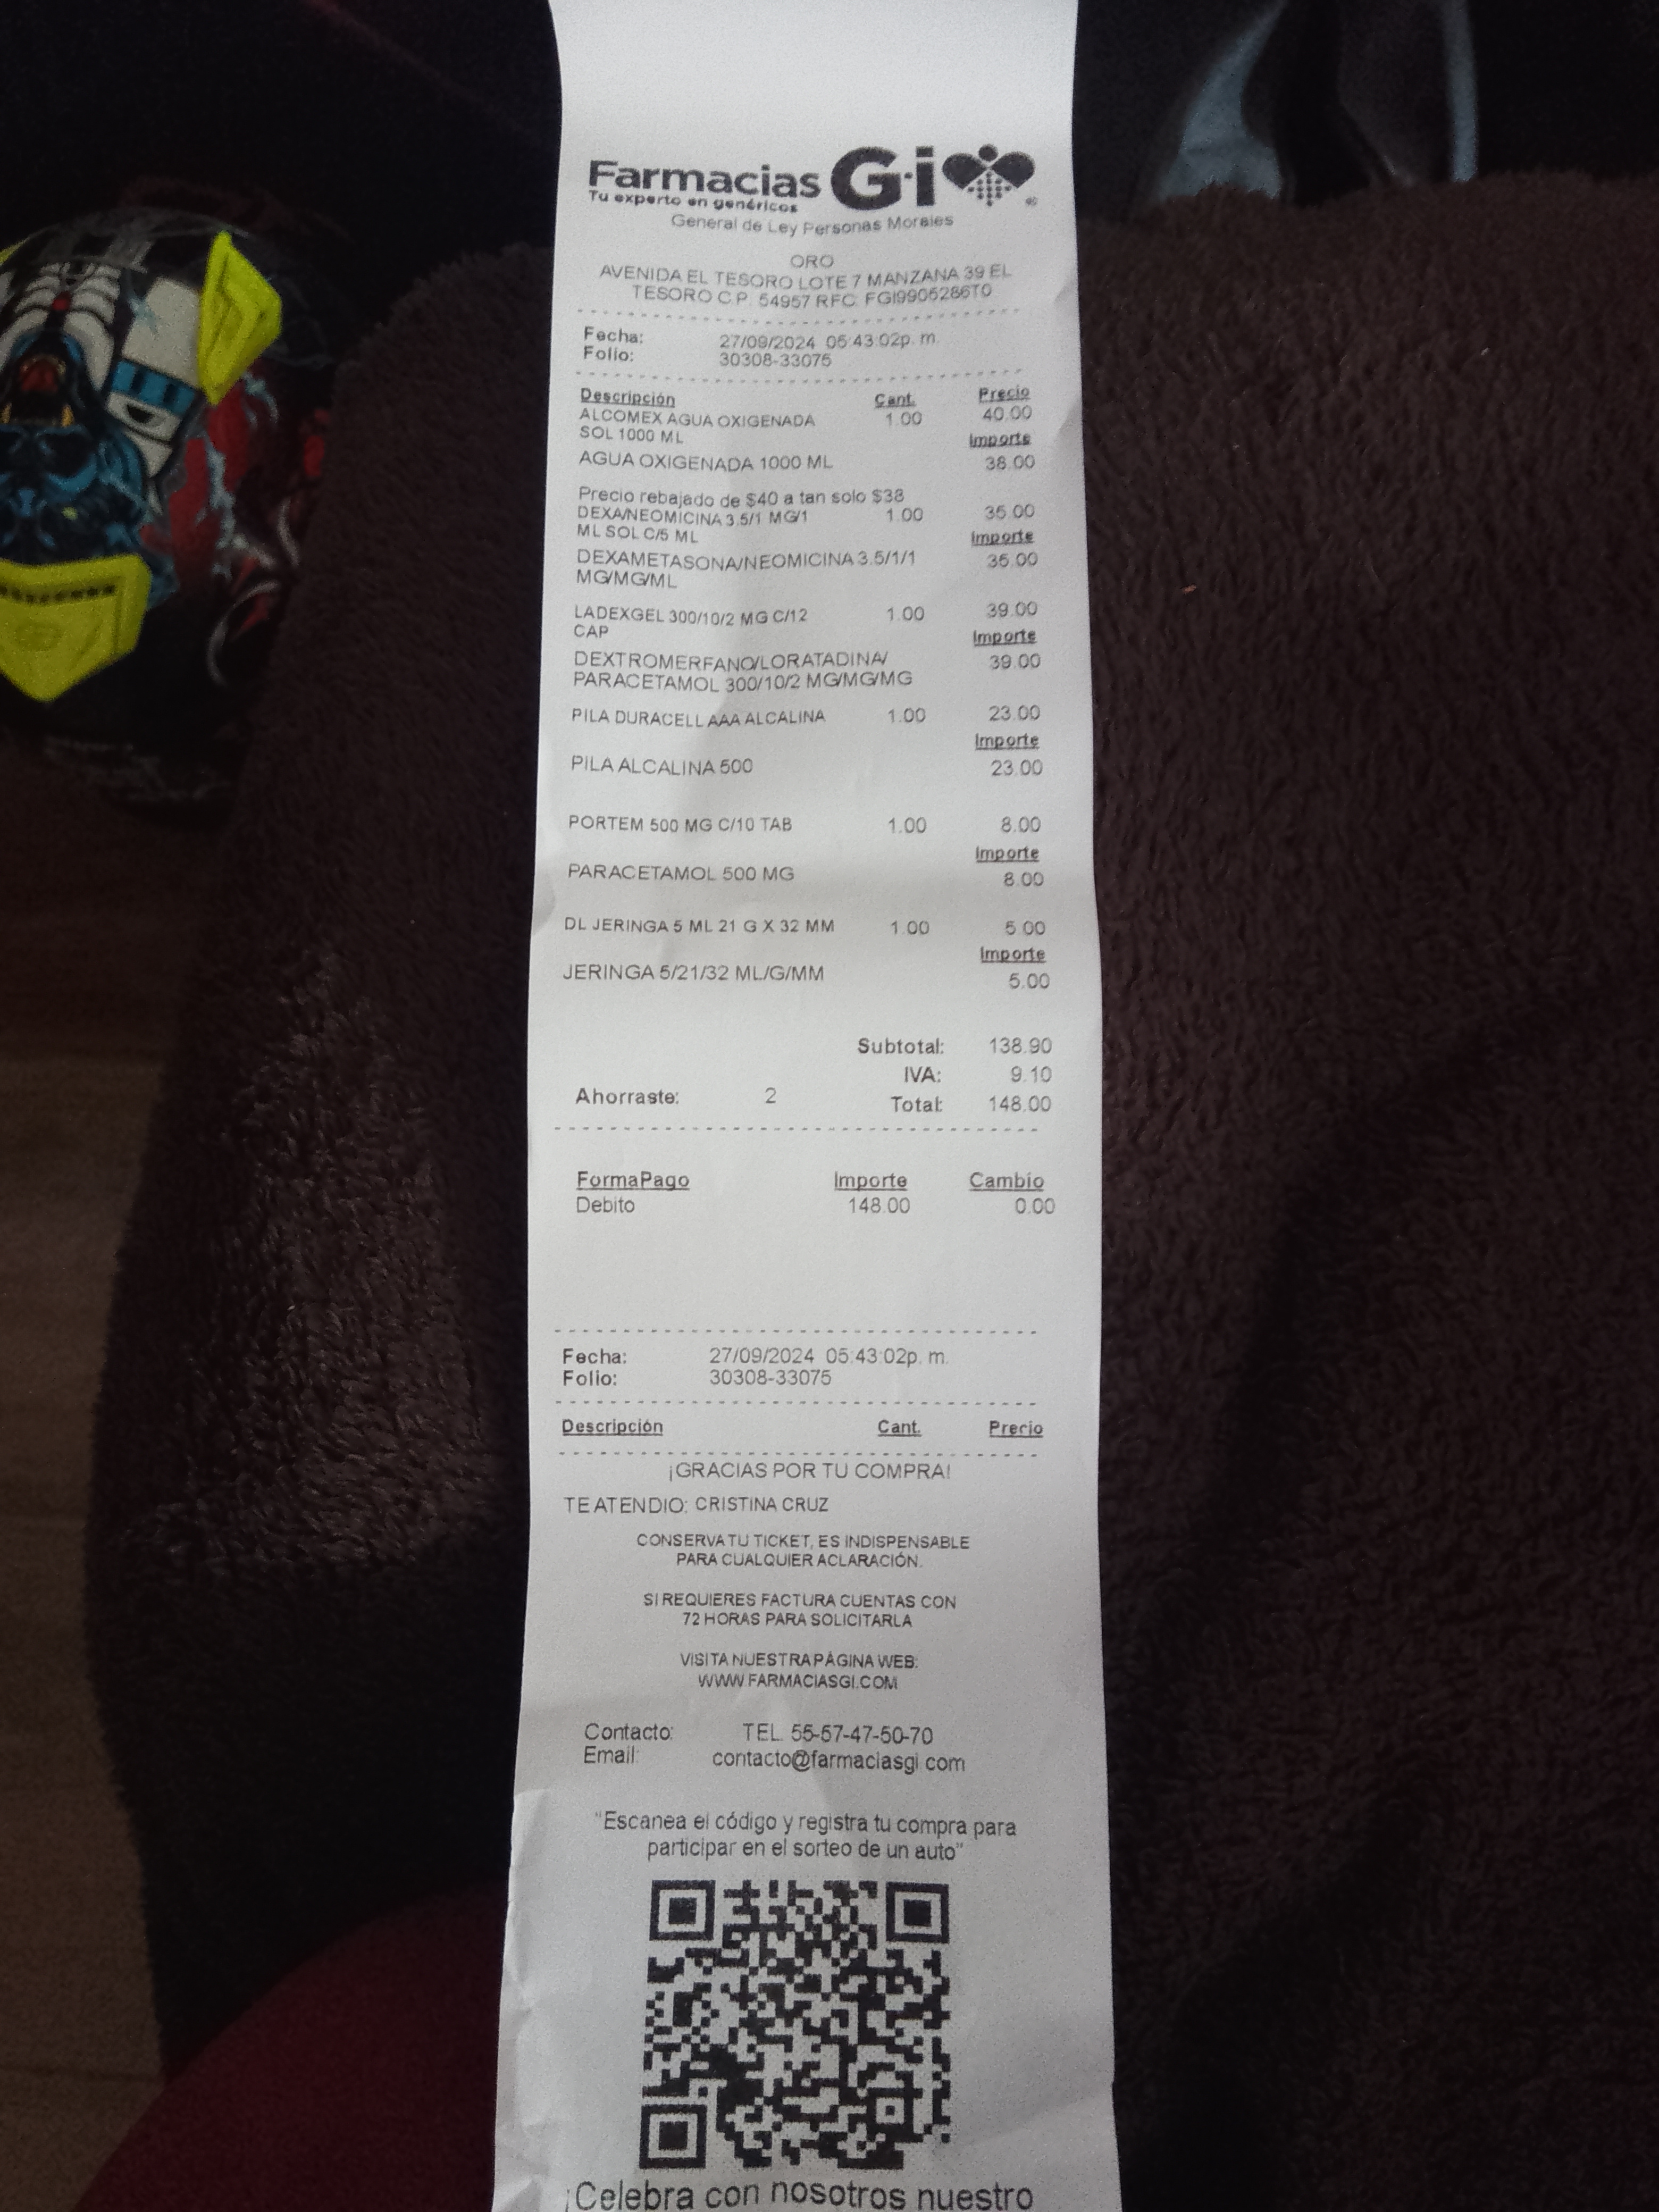 Farmacias G·i ®
Tu experto en genéricos
General de Ley Personas Morales
ORO
AVENIDA EL TESORO LOTE 7 MANZANA 39 EL
TESORO C.P. 54957 RFC. FGI9905286T0
Fecha: 27/09/2024 05:43:02p. m.
Folio: 30308-33075
Descripción Cant. Precio
ALCOMEX AGUA OXIGENADA 1.00 40.00
SOL 1000 ML Importe
AGUA OXIGENADA 1000 ML 38.00
Precio rebajado de $40 a tan solo $38
DEXA/NEOMICINA 3.5/1 MG/1 1.00 35.00
ML SOL C/5 ML Importe
DEXAMETASONA/NEOMICINA 3.5/1/1 35.00
MG/MG/ML
LADEXGEL 300/10/2 MG C/12 1.00 39.00
CAP Importe
DEXTROMERFANO/LORATADINA/ 39.00
PARACETAMOL 300/10/2 MG/MG/MG
PILA DURACELL AAA ALCALINA 1.00 23.00
Importe
PILA ALCALINA 500 23.00
PORTEM 500 MG C/10 TAB 1.00 8.00
Importe
PARACETAMOL 500 MG 8.00
DL JERINGA 5 ML 21 G X 32 MM 1.00 5.00
Importe
JERINGA 5/21/32 ML/G/MM 5.00
Subtotal: 138.90
IVA: 9.10
Ahorraste: 2 Total: 148.00
FormaPago Importe Cambio
Debito 148.00 0.00
Fecha: 27/09/2024 05:43:02p. m.
Folio: 30308-33075
Descripción Cant. Precio
¡GRACIAS POR TU COMPRA!
TE ATENDIO: CRISTINA CRUZ
CONSERVA TU TICKET, ES INDISPENSABLE
PARA CUALQUIER ACLARACIÓN.
SI REQUIERES FACTURA CUENTAS CON
72 HORAS PARA SOLICITARLA
VISITA NUESTRA PÁGINA WEB:
WWW.FARMACIASGI.COM
Contacto: TEL. 55-57-47-50-70
Email: contacto@farmaciasgi.com
"Escanea el código y registra tu compra para
participar en el sorteo de un auto"
¡Celebra con nosotros nuestro